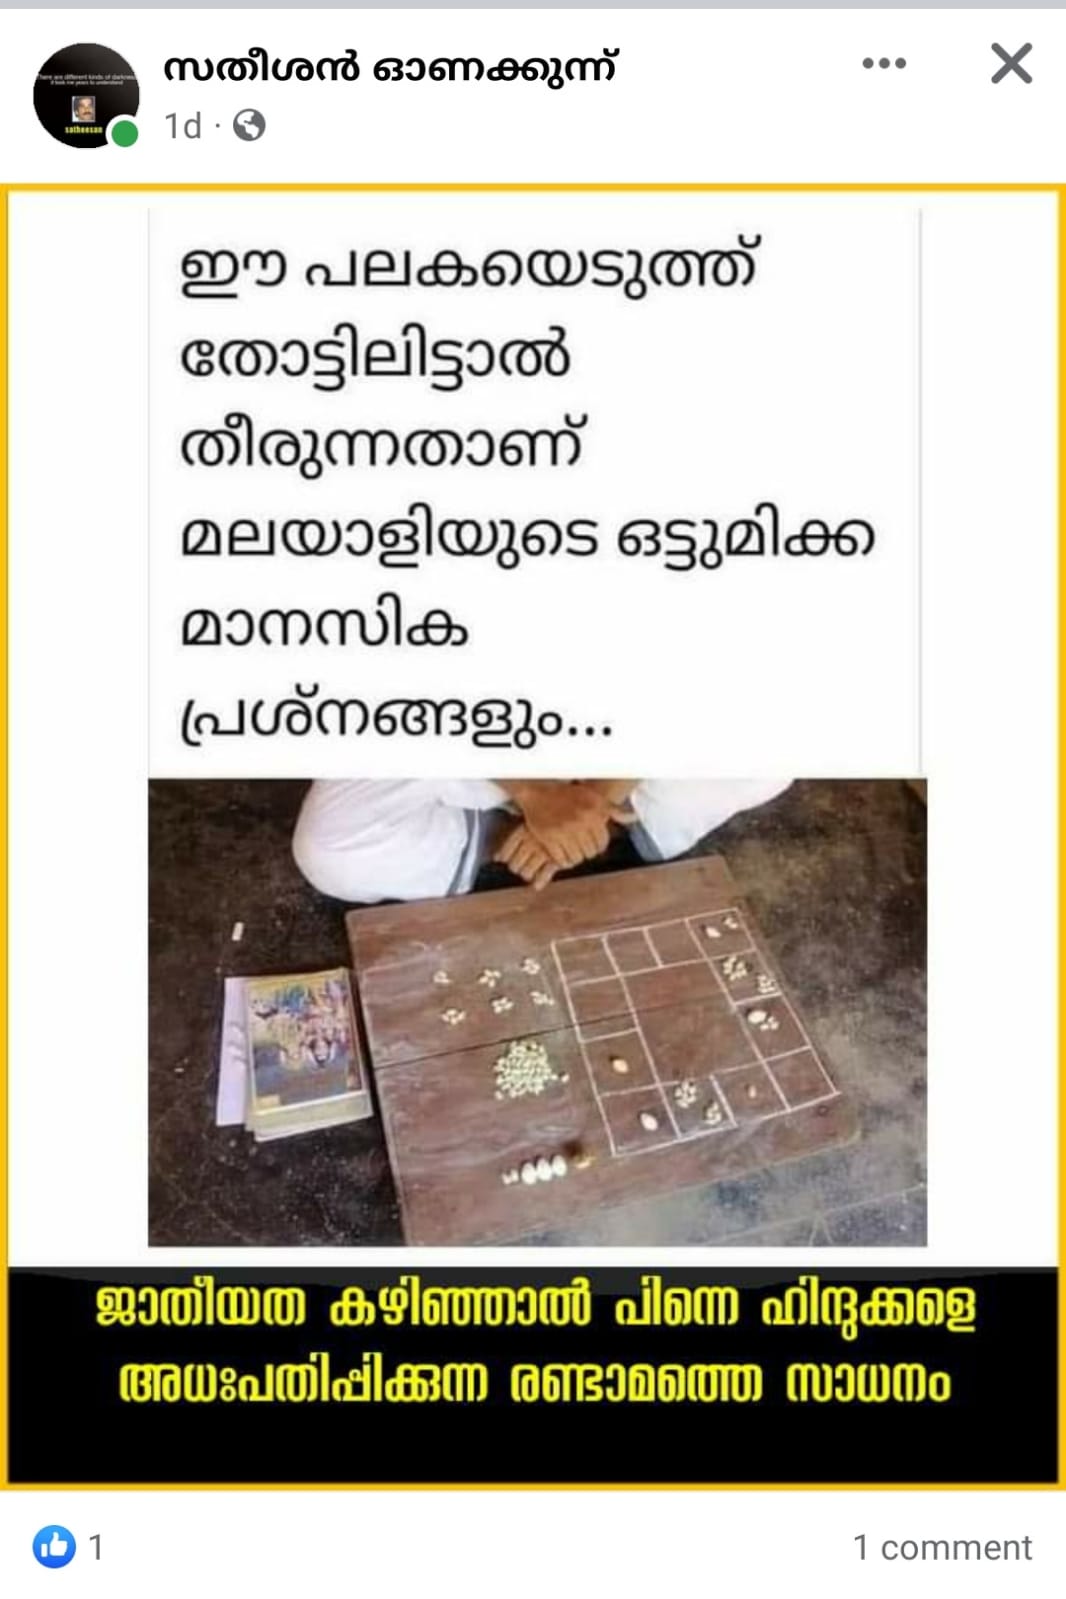 സതീശൻ ഓണക്കുന്ന്
1d ·
ഈ പലകയെടുത്ത്
തോട്ടിലിട്ടാൽ
തീരുന്നതാണ്
മലയാളിയുടെ ഒട്ടുമിക്ക
മാനസിക
പ്രശ്നങ്ങളും...
ജാതീയത കഴിഞ്ഞാൽ പിന്നെ ഹിന്ദുക്കളെ
അധഃപതിപ്പിക്കുന്ന രണ്ടാമത്തെ സാധനം
1
1 comment